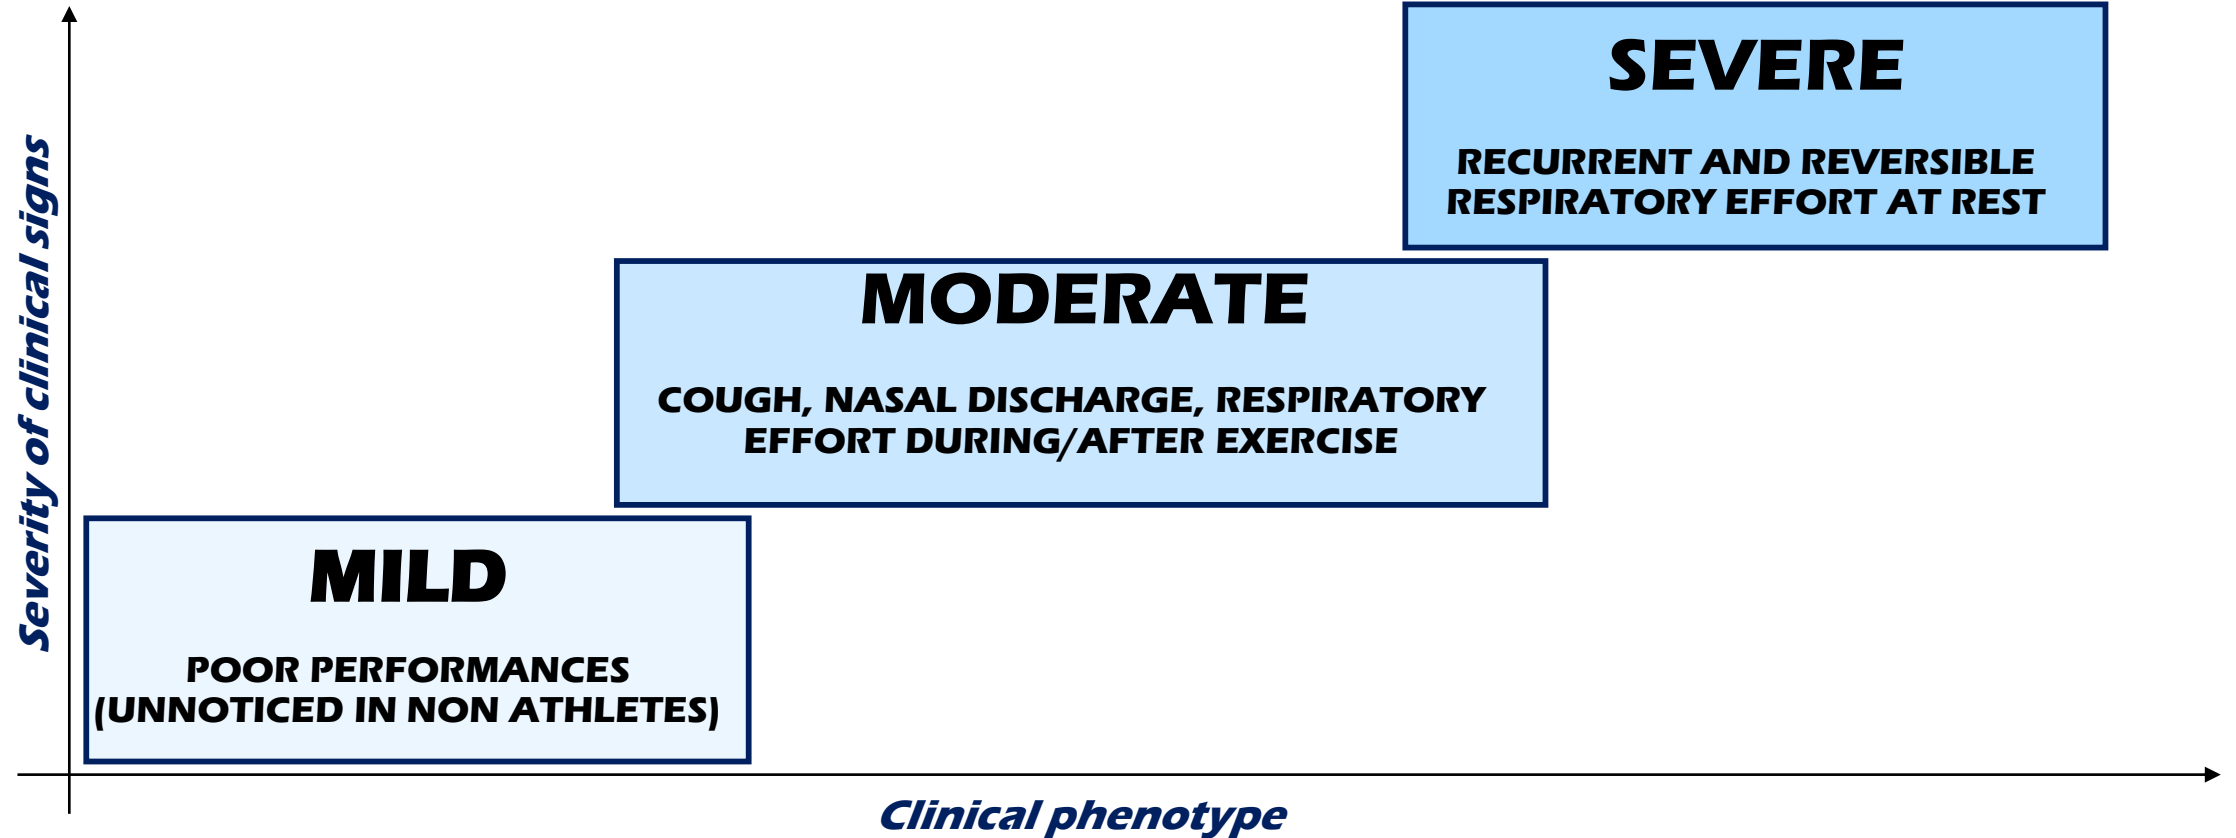 SEVERE
RECURRENT AND REVERSIBLE
RESPIRATORY EFFORT AT REST
MODERATE
COUGH, NASAL DISCHARGE, RESPIRATORY
EFFORT DURING/AFTER EXERCISE
MILD
POOR PERFORMANCES
(UNNOTICED IN NON ATHLETES)
Severity of clinical signs
Clinical phenotype